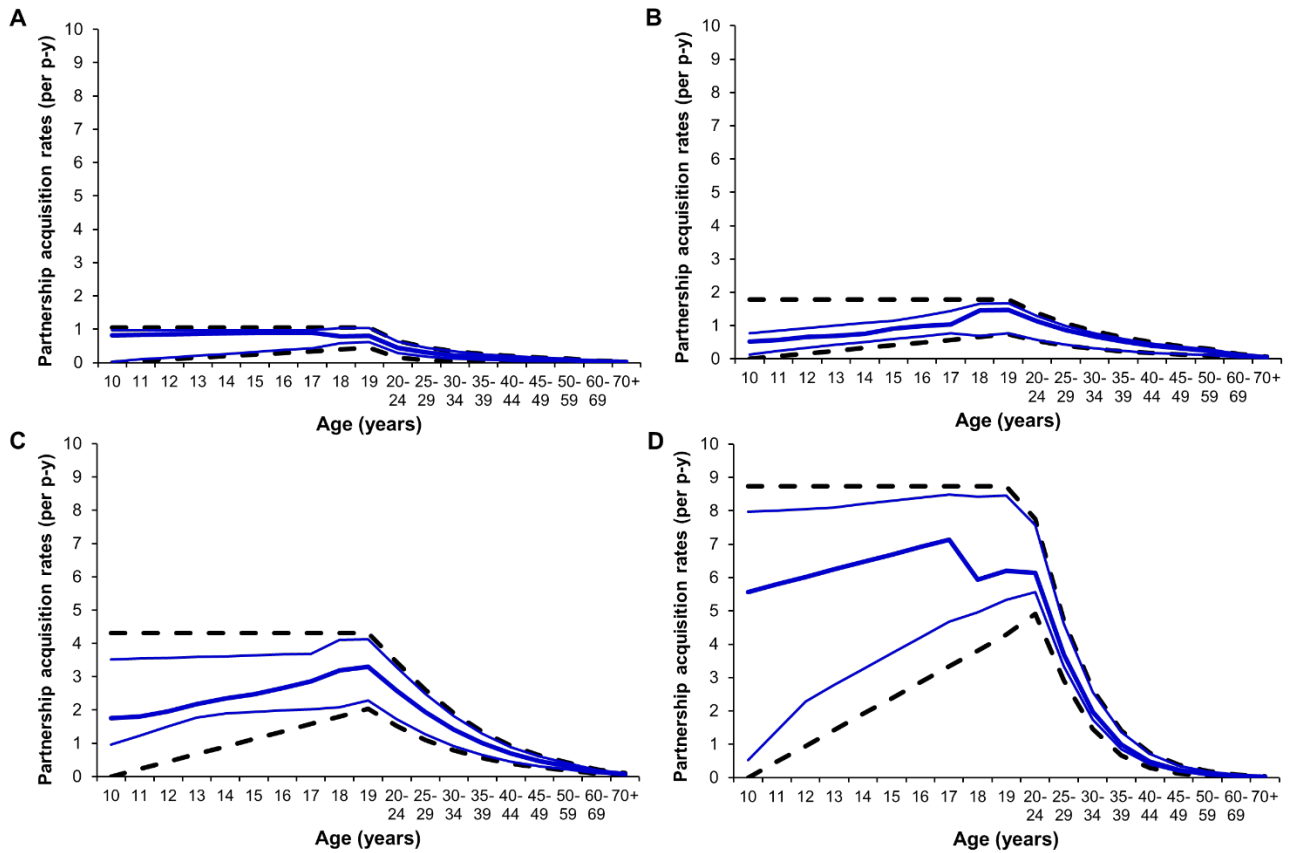 A
Partnership acquisition rates (per p-y)
10
9
8
7
6
5
4
3
2
1
0
10 11 12 13 14 15 16 17 18 19 20- 25- 30- 35- 40- 45- 50- 60- 70+
24 29 34 39 44 49 59 69
Age (years)
B
Partnership acquisition rates (per p-y)
10
9
8
7
6
5
4
3
2
1
0
10 11 12 13 14 15 16 17 18 19 20- 25- 30- 35- 40- 45- 50- 60- 70+
24 29 34 39 44 49 59 69
Age (years)
C
Partnership acquisition rates (per p-y)
10
9
8
7
6
5
4
3
2
1
0
10 11 12 13 14 15 16 17 18 19 20- 25- 30- 35- 40- 45- 50- 60- 70+
24 29 34 39 44 49 59 69
Age (years)
D
Partnership acquisition rates (per p-y)
10
9
8
7
6
5
4
3
2
1
0
10 11 12 13 14 15 16 17 18 19 20- 25- 30- 35- 40- 45- 50- 60- 70+
24 29 34 39 44 49 59 69
Age (years)